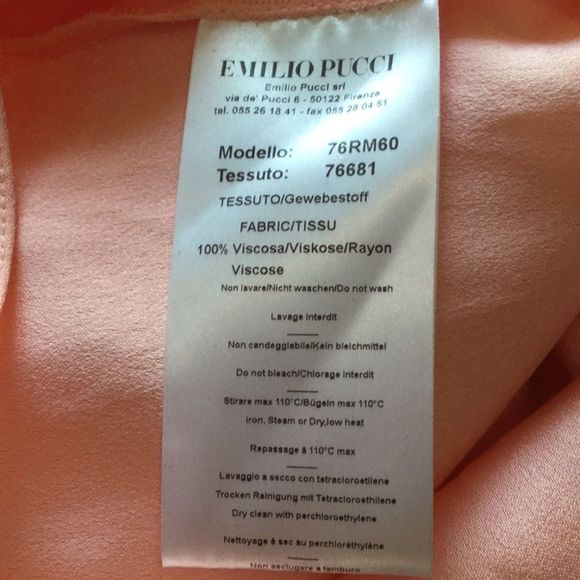 EMILIO PUCCI
Emilio Pucci srl
via de' Pucci 6 - 50122 Firenze
tel. 055 26 18 41 - fax 055 28 04 51
Modello: 76RM60
Tessuto: 76681
TESSUTO/Gewebestoff
FABRIC/TISSU
100% Viscosa/Viskose/Rayon
Viscose
Non lavare/Nicht waschen/Do not wash
Lavage interdit
Non candeggiabile/Kein bleichmittel
Do not bleach/Chlorage interdit
Stirare max 110°C/Bügeln max 110°C
Iron, Steam or Dry,low heat
Repassage à 110°C max
Lavaggio a secco con tetracloroetilene
Trocken Reinigung mit Tetracloroethilene
Dry clean with perchloroethylene
Nettoyage à sec au perchloréthylène
Non asciugare a tamburo